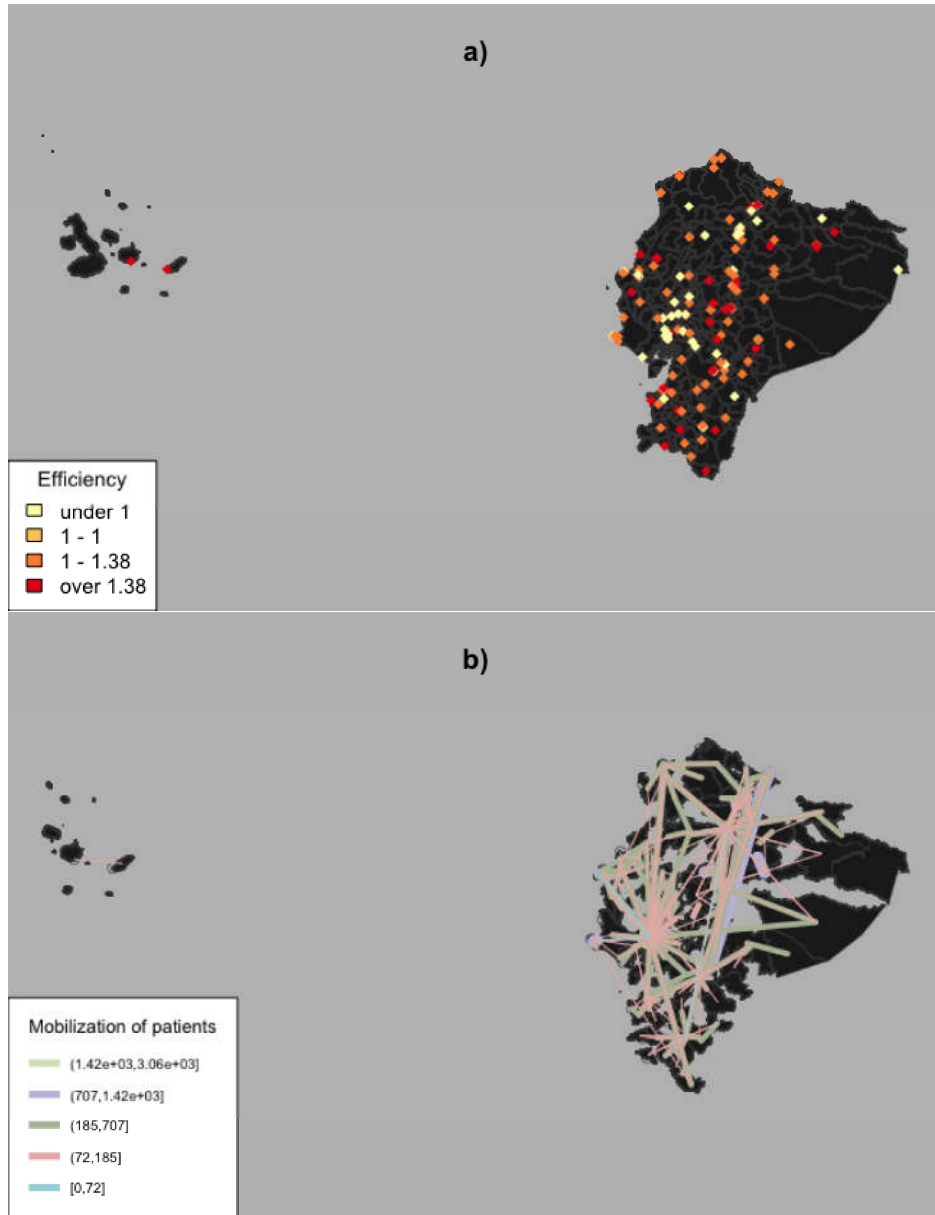 a)
Efficiency
under 1
1 - 1
1 - 1.38
over 1.38
b)
Mobilization of patients
(1.42e+03,3.06e+03]
(707,1.42e+03]
(185,707]
(72,185]
[0,72]